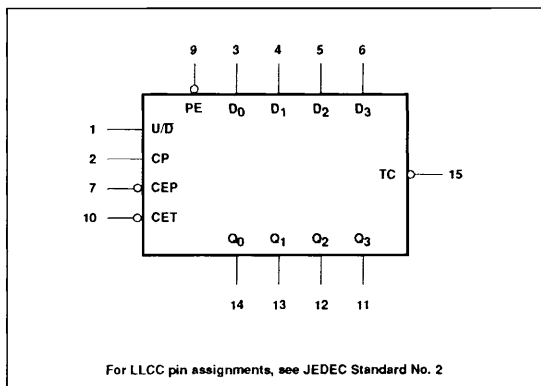 9 3 4 5 6
PE D0 D1 D2 D3
1 U/D̅
2 CP
TC 15
7 CEP
10 CET
Q0 Q1 Q2 Q3
14 13 12 11
For LLCC pin assignments, see JEDEC Standard No. 2